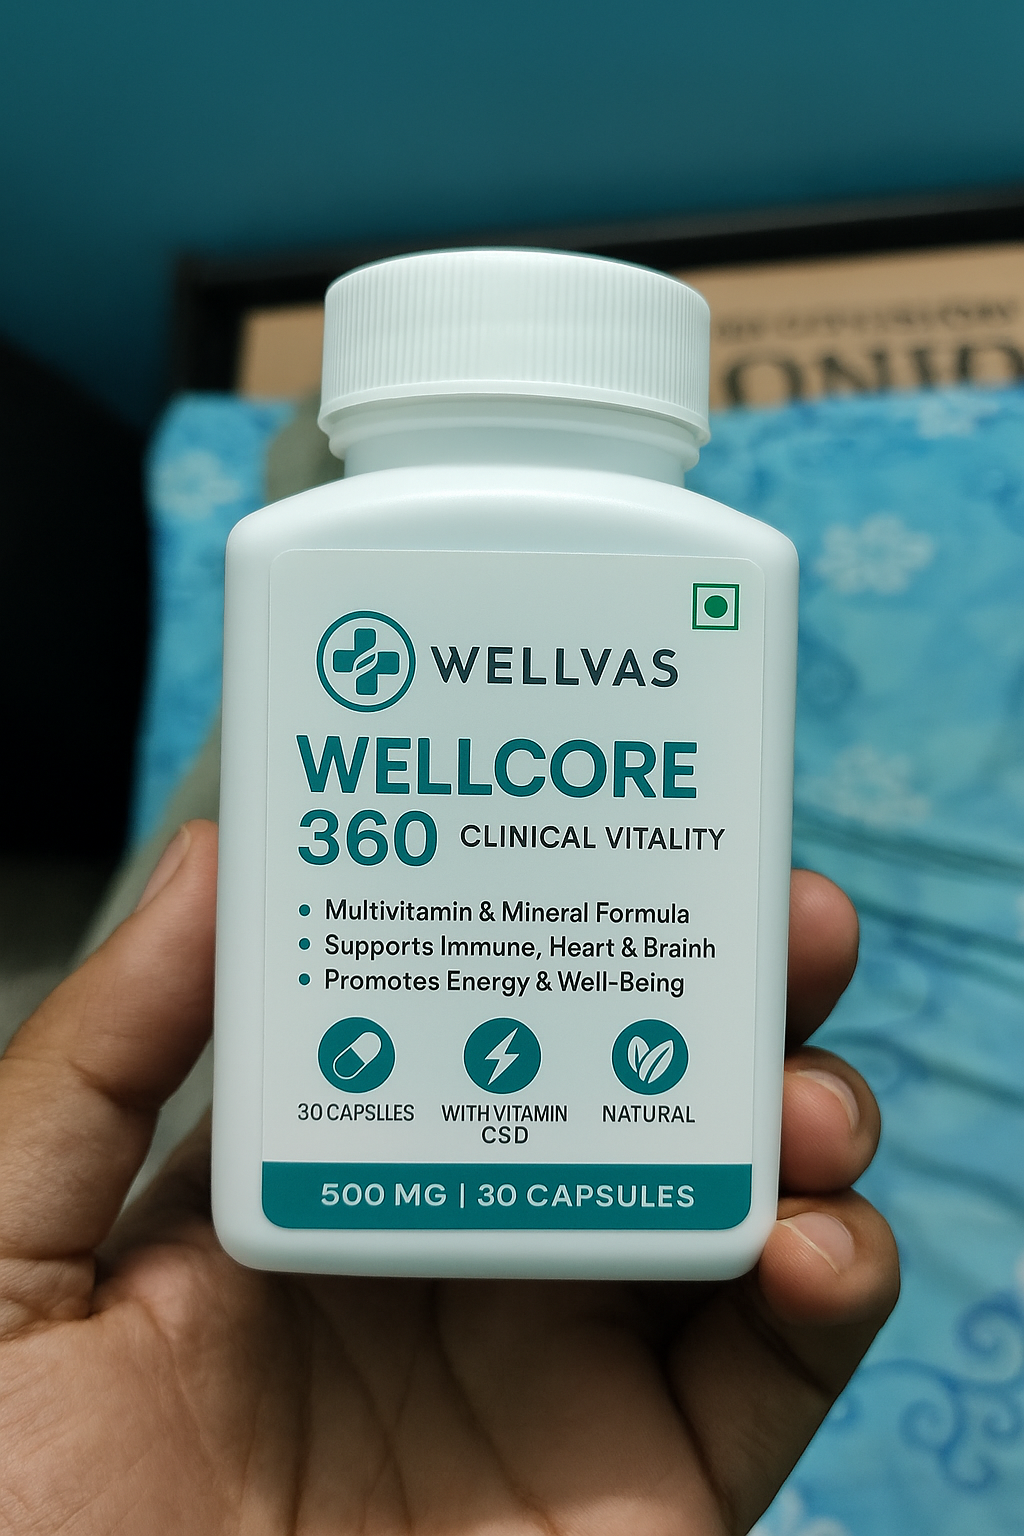 WELLVAS
WELLCORE
360 CLINICAL VITALITY
• Multivitamin & Mineral Formula
• Supports Immune, Heart & Brainh
• Promotes Energy & Well-Being
30 CAPSLLES
WITH VITAMIN
CSD
NATURAL
500 MG | 30 CAPSULES